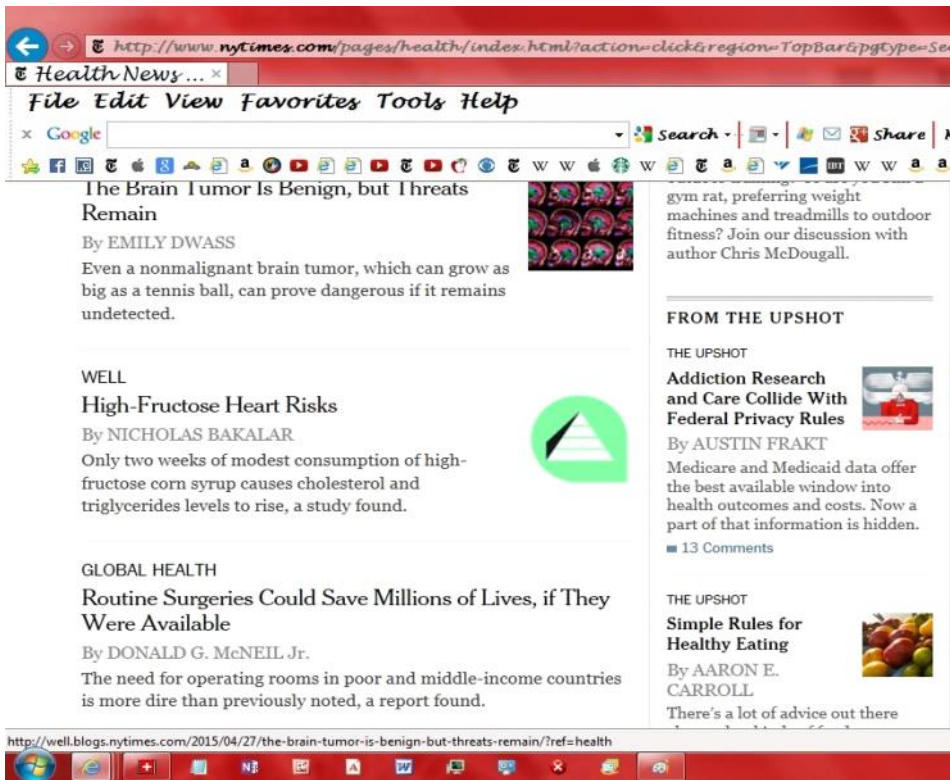 http://www.nytimes.com/pages/health/index.html?action=click&region=TopBar&pgtype=Se
Health News ... ×
File Edit View Favorites Tools Help
× Google Search Share
The Brain Tumor Is Benign, but Threats
Remain
By EMILY DWASS
Even a nonmalignant brain tumor, which can grow as
big as a tennis ball, can prove dangerous if it remains
undetected.
WELL
High-Fructose Heart Risks
By NICHOLAS BAKALAR
Only two weeks of modest consumption of high-
fructose corn syrup causes cholesterol and
triglycerides levels to rise, a study found.
GLOBAL HEALTH
Routine Surgeries Could Save Millions of Lives, if They
Were Available
By DONALD G. McNEIL Jr.
The need for operating rooms in poor and middle-income countries
is more dire than previously noted, a report found.
gym rat, preferring weight
machines and treadmills to outdoor
fitness? Join our discussion with
author Chris McDougall.
FROM THE UPSHOT
THE UPSHOT
Addiction Research
and Care Collide With
Federal Privacy Rules
By AUSTIN FRAKT
Medicare and Medicaid data offer
the best available window into
health outcomes and costs. Now a
part of that information is hidden.
13 Comments
THE UPSHOT
Simple Rules for
Healthy Eating
By AARON E.
CARROLL
There's a lot of advice out there
http://well.blogs.nytimes.com/2015/04/27/the-brain-tumor-is-benign-but-threats-remain/?ref=health